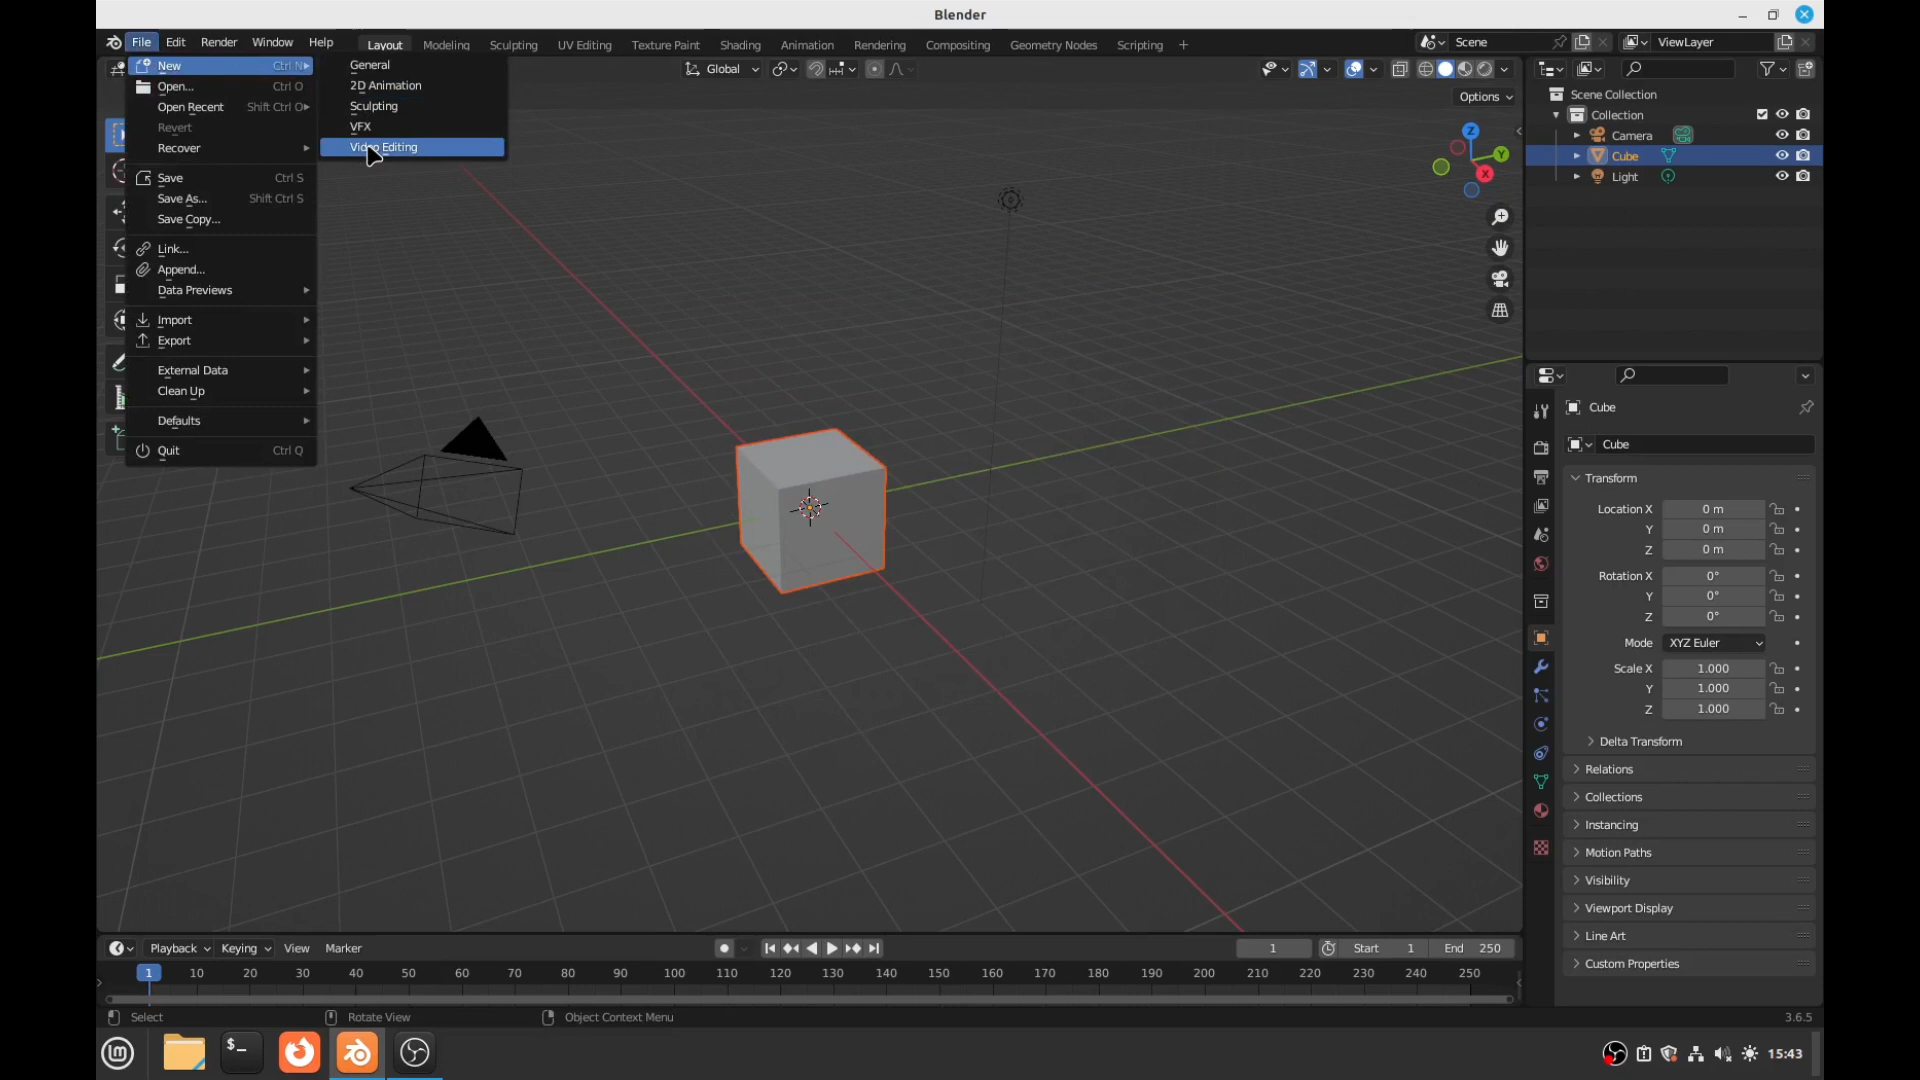 Blender
File Edit Render Window Help Layout Modeling Sculpting UV Editing Texture Paint Shading Animation Rendering Compositing Geometry Nodes Scripting + Scene ViewLayer
New Ctrl N
Open... Ctrl O
Open Recent Shift Ctrl O
Revert
Recover
Save Ctrl S
Save As... Shift Ctrl S
Save Copy...
Link...
Append...
Data Previews
Import
Export
External Data
Clean Up
Defaults
Quit Ctrl Q
General
2D Animation
Sculpting
VFX
Video Editing
Global
Options
Z
Y
X
Scene Collection
Collection
Camera
Cube
Light
Cube
Cube
Transform
Location X 0 m
Y 0 m
Z 0 m
Rotation X 0°
Y 0°
Z 0°
Mode XYZ Euler
Scale X 1.000
Y 1.000
Z 1.000
Delta Transform
Relations
Collections
Instancing
Motion Paths
Visibility
Viewport Display
Line Art
Custom Properties
Playback Keying View Marker 1 Start 1 End 250
1 10 20 30 40 50 60 70 80 90 100 110 120 130 140 150 160 170 180 190 200 210 220 230 240 250
Select Rotate View Object Context Menu 3.6.5
$_ 15:43